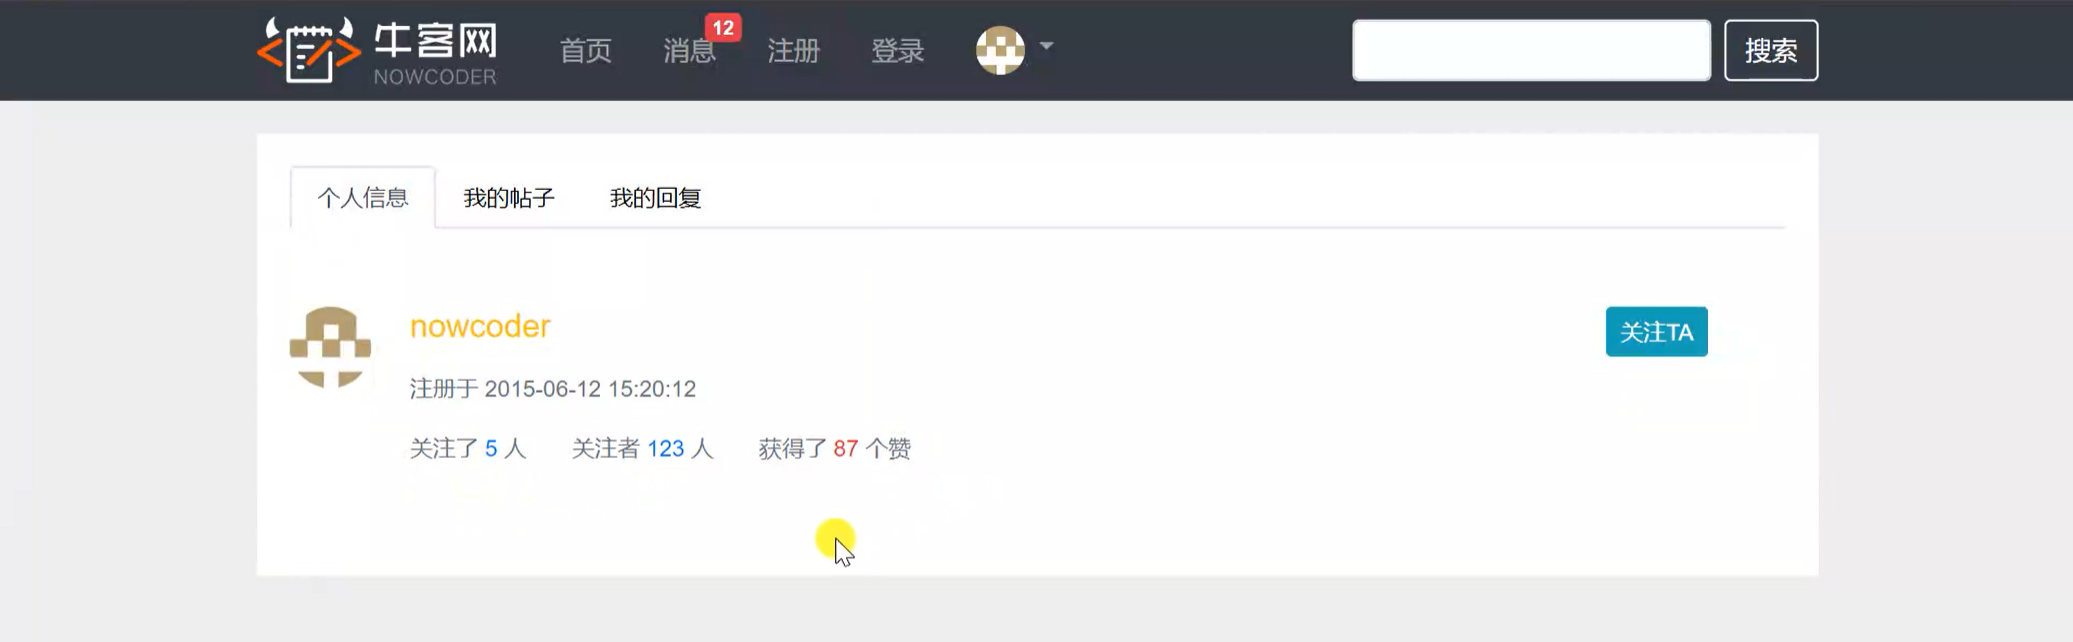 牛客网
NOWCODER
首页 消息 12 注册 登录 搜索
个人信息 我的帖子 我的回复
nowcoder
关注TA
注册于 2015-06-12 15:20:12
关注了 5 人 关注者 123 人 获得了 87 个赞